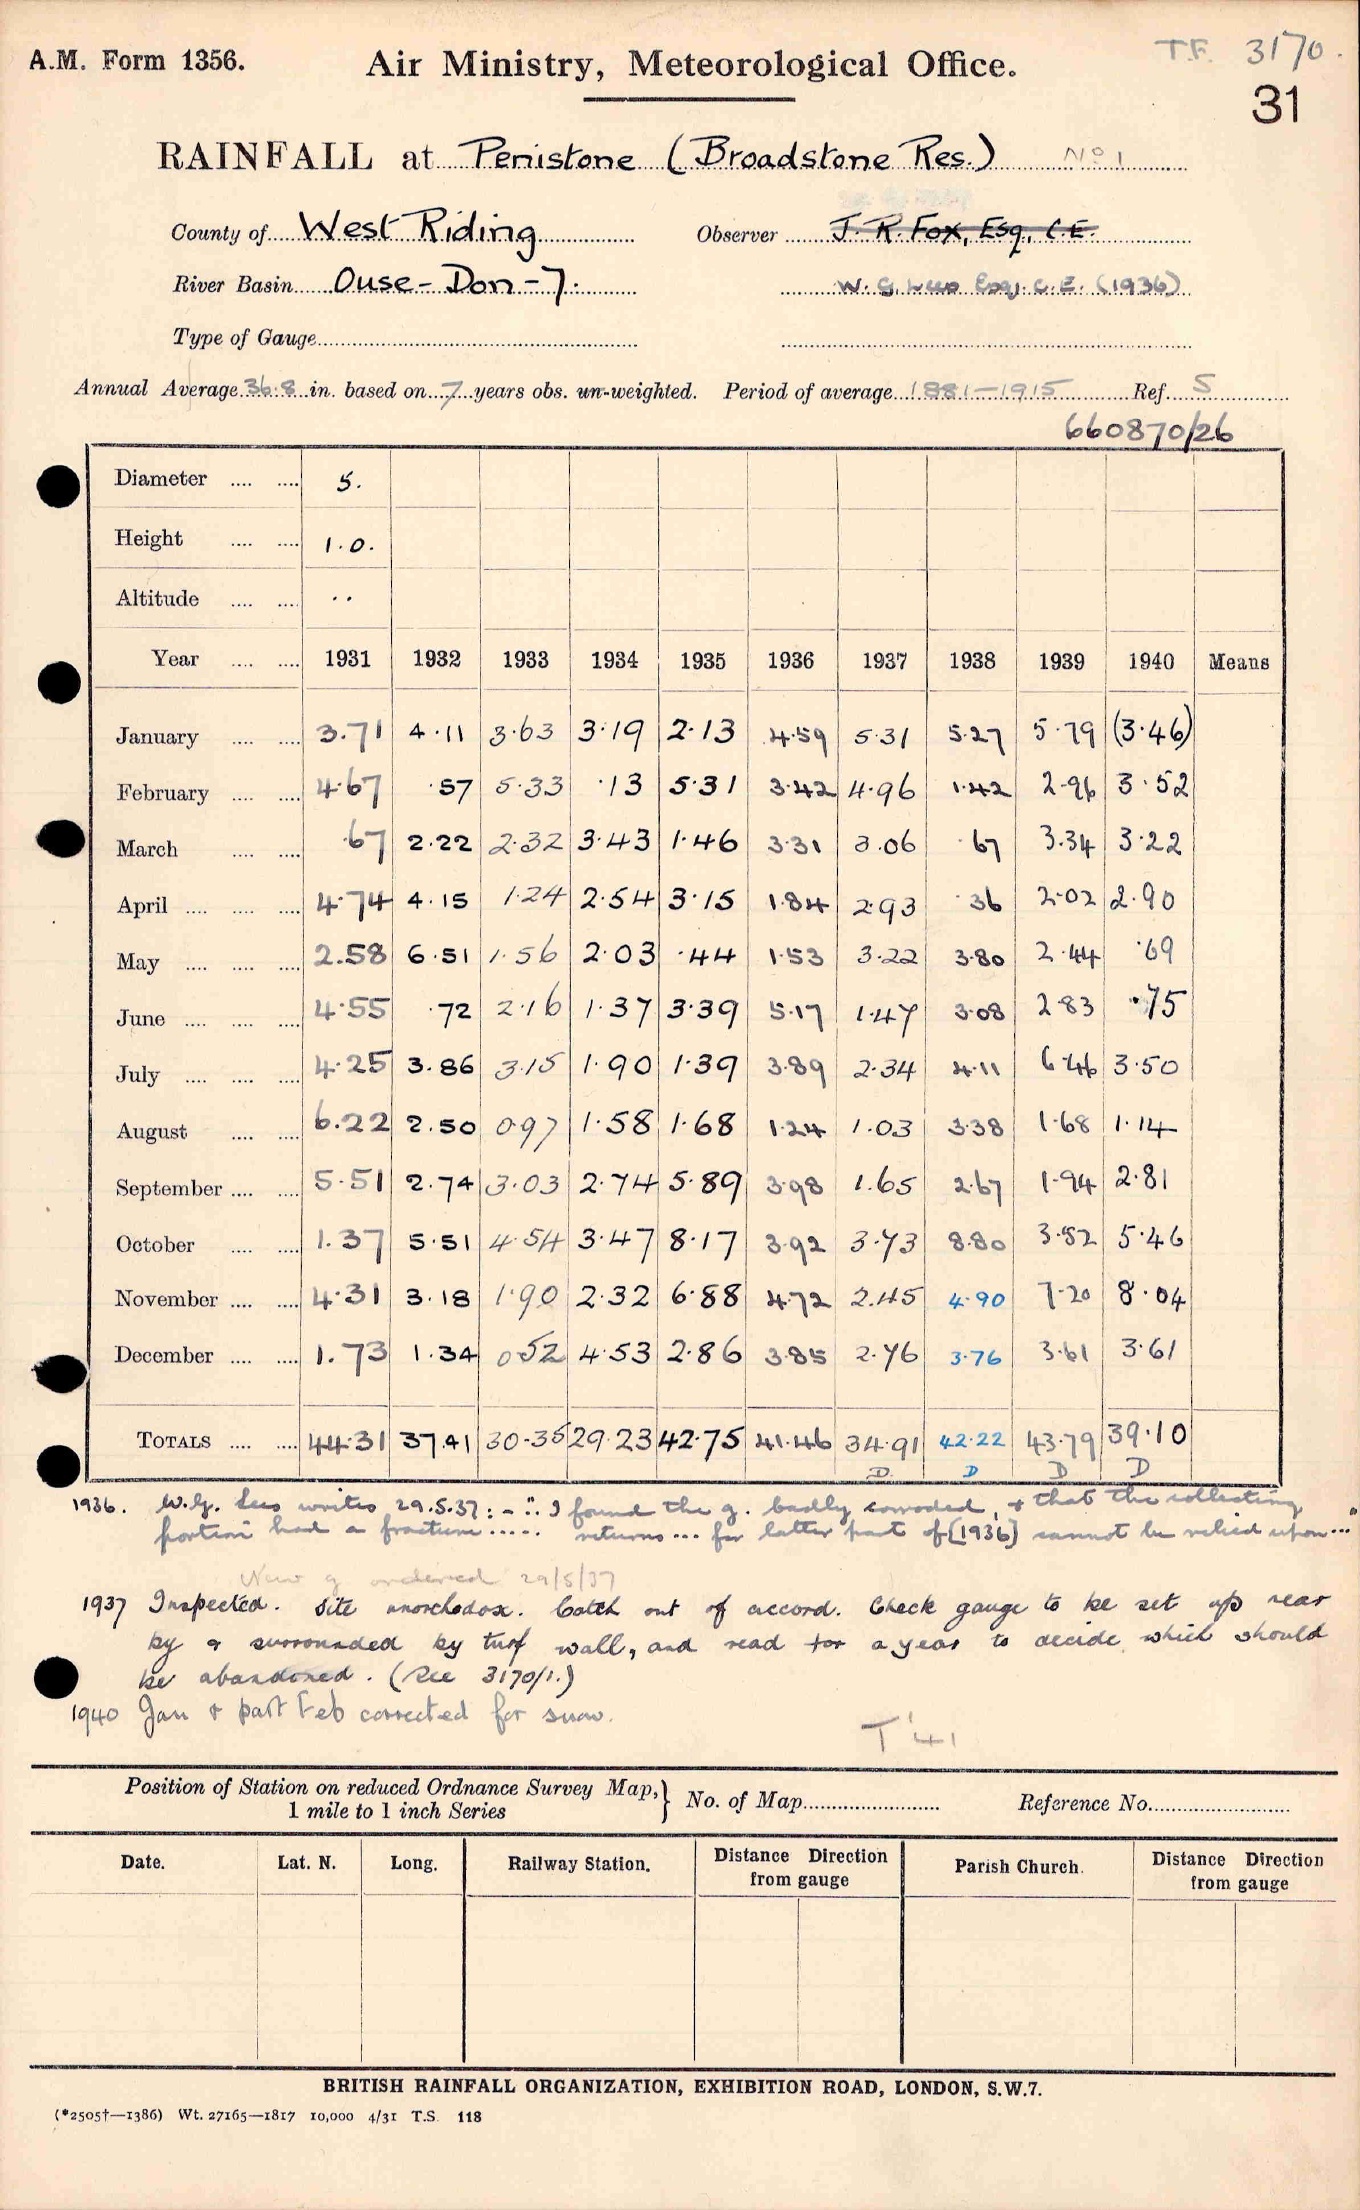 A.M. Form 1356. Air Ministry, Meteorological Office. T.F. 3170.
31
RAINFALL at Penistone (Broadstone Res.) No 1
County of West Riding Observer J. R. Fox, Esq., C.E.
River Basin Ouse-Don-7. W. G. Lees Esq. C.E. (1936)
Type of Gauge
Annual Average 36.8 in. based on 7 years obs. un-weighted. Period of average 1881-1915 Ref. S
660870/26
Diameter .... .... 5.
Height .... .... 1.0.
Altitude .... .... ..
Year .... .... 1931 1932 1933 1934 1935 1936 1937 1938 1939 1940 Means
January .... .... 3.71 4.11 3.63 3.19 2.13 4.59 5.31 5.27 5.79 (3.46)
February .... .... 4.67 .57 5.33 .13 5.31 3.42 4.96 1.42 2.96 3.52
March .... .... .67 2.22 2.32 3.43 1.46 3.31 3.06 .67 3.34 3.22
April .... .... .... 4.74 4.15 1.24 2.54 3.15 1.84 2.93 .36 2.02 2.90
May .... .... .... 2.58 6.51 1.56 2.03 .44 1.53 3.22 3.80 2.44 .69
June .... .... .... 4.55 .72 2.16 1.37 3.39 5.17 1.47 3.08 2.83 .75
July .... .... .... 4.25 3.86 3.15 1.90 1.39 3.89 2.34 4.11 6.46 3.50
August .... .... 6.22 2.50 0.97 1.58 1.68 1.24 1.03 3.38 1.68 1.14
September .... .... 5.51 2.74 3.03 2.74 5.89 3.98 1.65 2.67 1.94 2.81
October .... .... 1.37 5.51 4.54 3.47 8.17 3.92 3.73 8.80 3.52 5.46
November .... .... 4.31 3.18 1.90 2.32 6.88 4.72 2.45 4.90 7.20 8.04
December .... .... 1.73 1.34 0.52 4.53 2.86 3.85 2.76 3.76 3.61 3.61
TOTALS .... .... 44.31 37.41 30.35 29.23 42.75 41.46 34.91 42.22 43.79 39.10
D D D D
1936. W.G. Lees writes 29.5.37:- ".. I found the g. badly corroded, & that the collecting
portion had a fracture..... returns... for latter part of [1936] cannot be relied upon..."
New g ordered 29/5/37
1937 Inspected. Site unorthodox. Catch out of accord. Check gauge to be set up near
by & surrounded by turf wall, and read for a year to decide which should
be abandoned. (See 3170/1.)
1940 Jan & part Feb corrected for snow.
T '41
Position of Station on reduced Ordnance Survey Map, } No. of Map Reference No.
1 mile to 1 inch Series
Date. Lat. N. Long. Railway Station. Distance Direction from gauge Parish Church. Distance Direction from gauge
BRITISH RAINFALL ORGANIZATION, EXHIBITION ROAD, LONDON, S.W.7.
(*2505†—1386) Wt. 27165—1817 10,000 4/31 T.S. 118